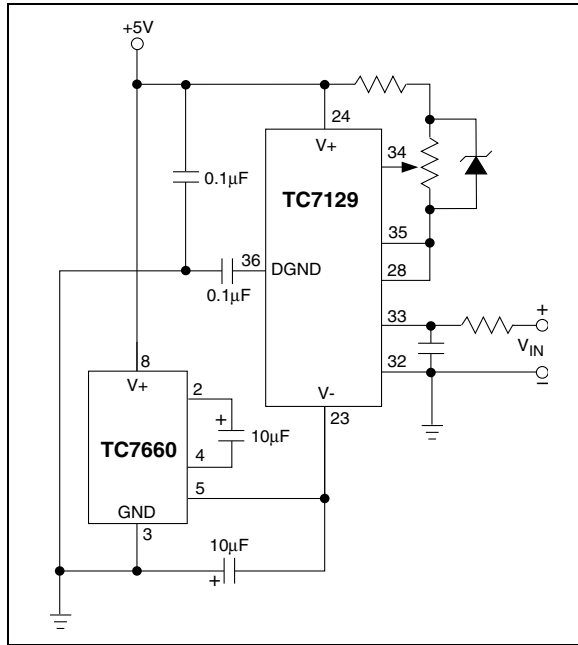 +5V
24
V+
34
0.1µF
TC7129
36
DGND
35
0.1µF
28
33
+
VIN
8
V+
2
32
–
V-
+
23
TC7660
10µF
4
5
GND
3
10µF
+